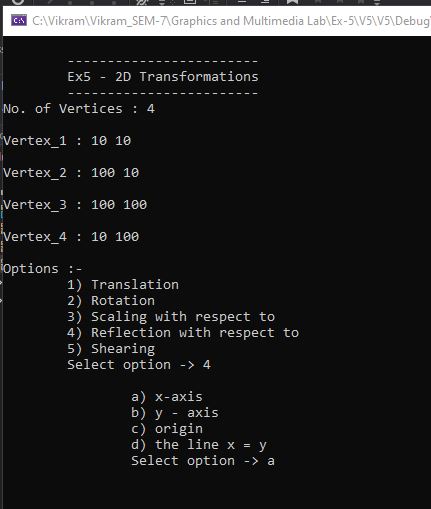 C:\Vikram\Vikram_SEM-7\Graphics and Multimedia Lab\Ex-5\V5\V5\Debug\
------------------------
Ex5 - 2D Transformations
------------------------
No. of Vertices : 4
Vertex_1 : 10 10
Vertex_2 : 100 10
Vertex_3 : 100 100
Vertex_4 : 10 100
Options :-
1) Translation
2) Rotation
3) Scaling with respect to
4) Reflection with respect to
5) Shearing
Select option -> 4
a) x-axis
b) y - axis
c) origin
d) the line x = y
Select option -> a